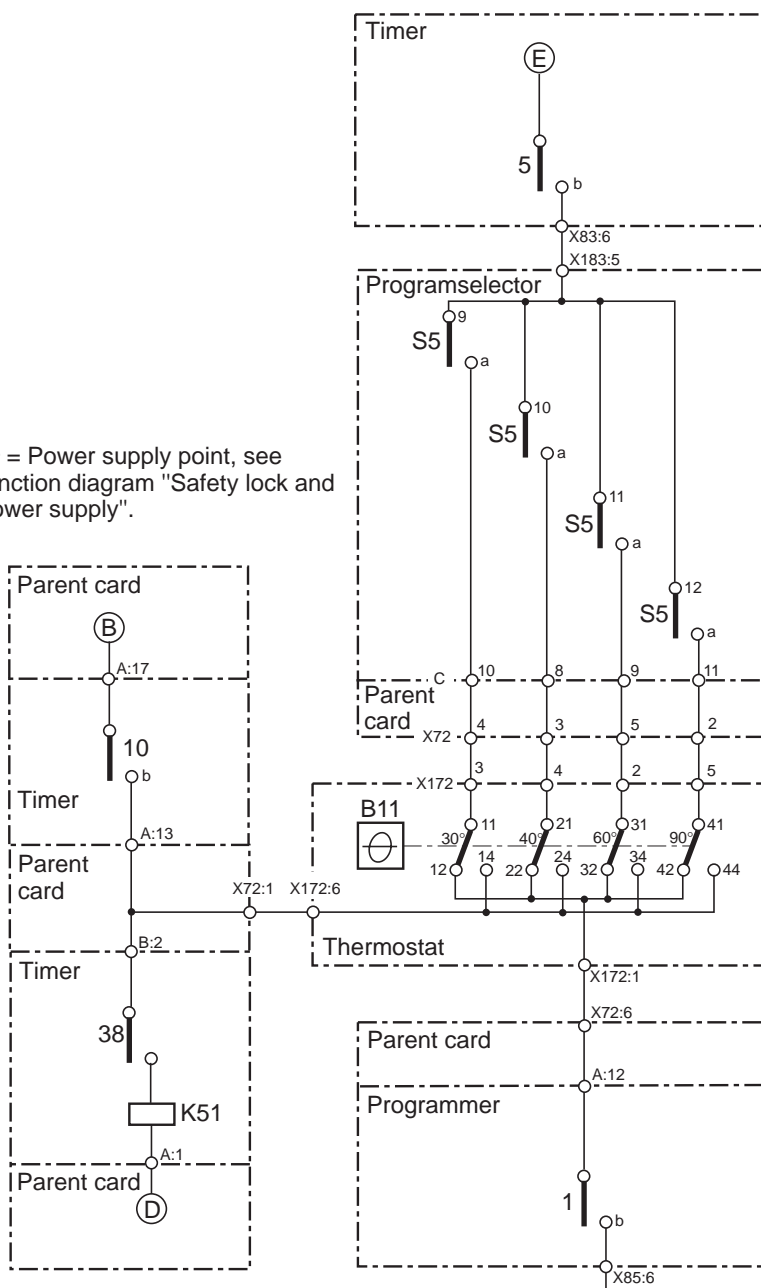 Timer
E
5
b
X83:6
X183:5
Programselector
9
S5
a
10
S5
a
11
S5
a
12
S5
a
= Power supply point, see
nction diagram "Safety lock and
ower supply".
C 10 8 9 11
Parent
card
X72 4 3 5 2
X172 3 4 2 5
B11
11 21 31 41
30° 40° 60° 90°
12 14 22 24 32 34 42 44
Thermostat
X172:1
X72:6
Parent card
A:12
Programmer
1
b
X85:6
Parent card
B
A:17
10
b
Timer
A:13
Parent
card
X72:1 X172:6
B:2
Timer
38
K51
A:1
Parent card
D